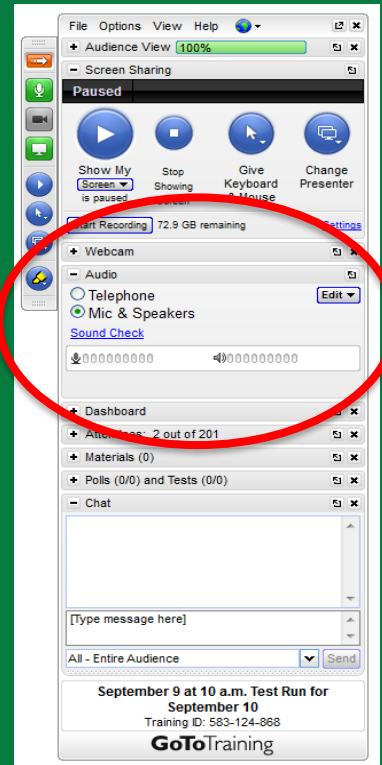 File Options View Help
+ Audience View 100%
- Screen Sharing
Paused
Show My
Screen
is paused
Stop
Showing
Screen
Give
Keyboard
& Mouse
Change
Presenter
Start Recording 72.9 GB remaining Settings
+ Webcam
- Audio
Telephone
Edit
Mic & Speakers
Sound Check
+ Dashboard
+ Attendees: 2 out of 201
+ Materials (0)
+ Polls (0/0) and Tests (0/0)
- Chat
[Type message here]
All - Entire Audience Send
September 9 at 10 a.m. Test Run for
September 10
Training ID: 583-124-868
GoToTraining